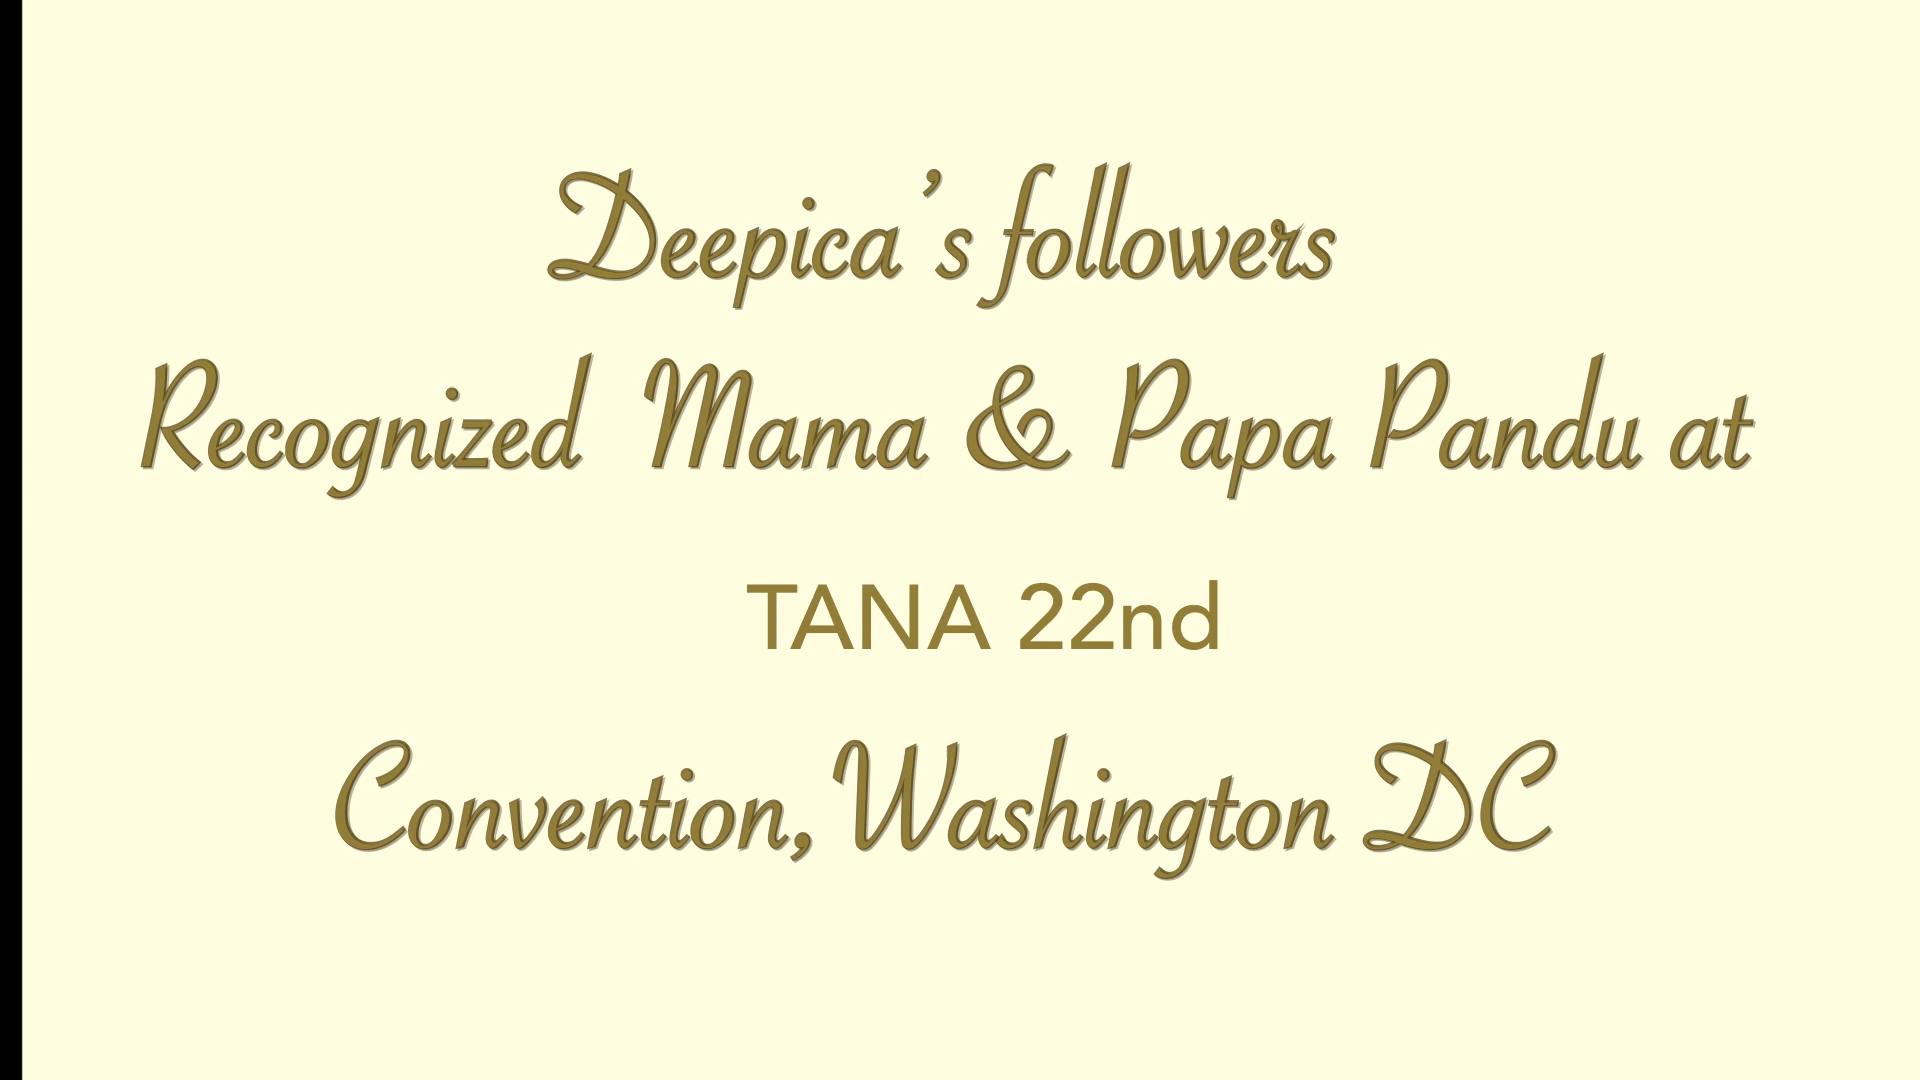 Deepica's followers
Recognized Mama & Papa Pandu at
TANA 22nd
Convention, Washington DC